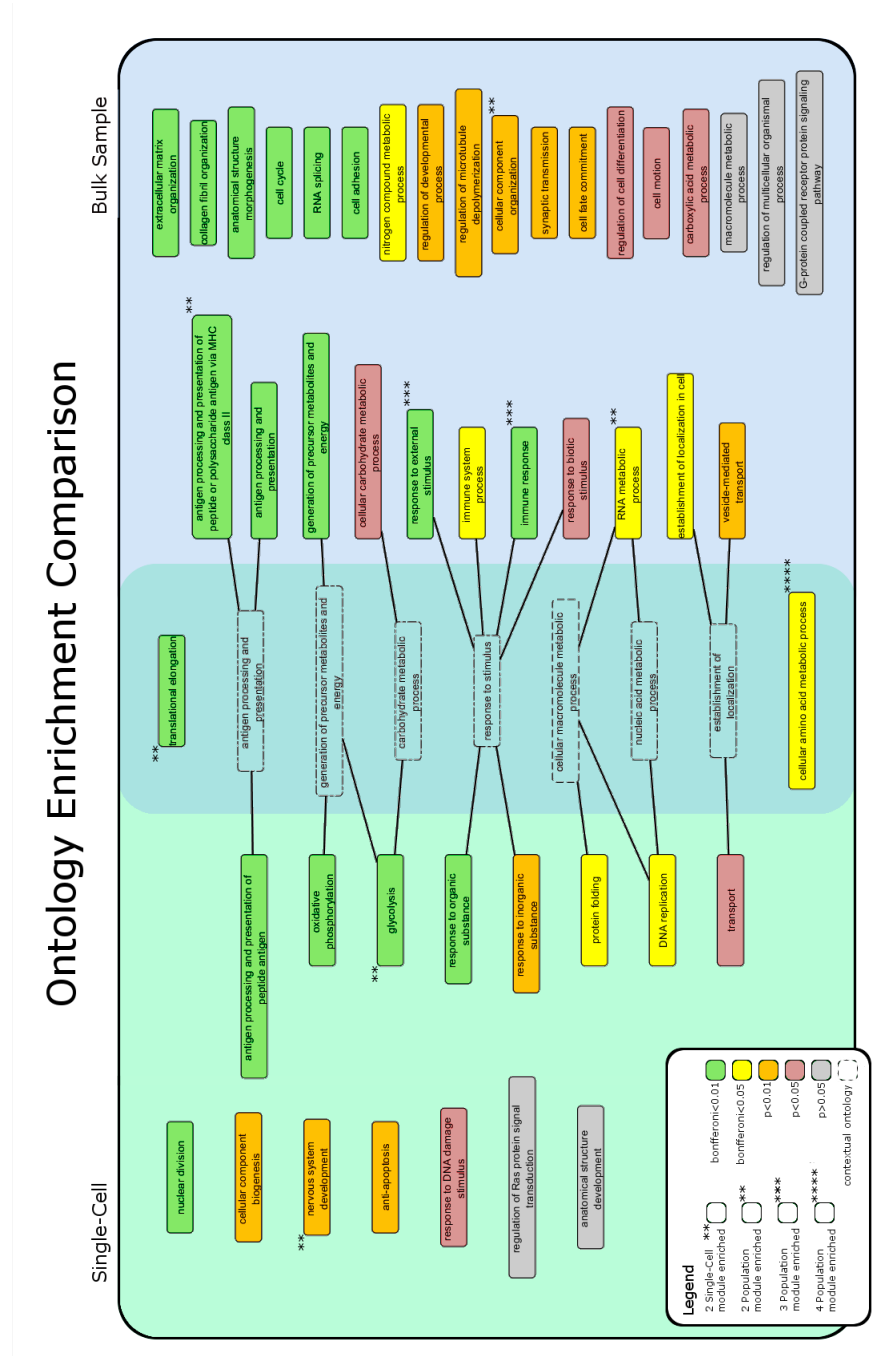 Ontology Enrichment Comparison
Single-Cell
Bulk Sample
nuclear division
cellular component
biogenesis
**
nervous system
development
anti-apoptosis
response to DNA damage
stimulus
regulation of Ras protein signal
transduction
anatomical structure
development
antigen processing and presentation of
peptide antigen
oxidative
phosphorylation
**
glycolysis
response to organic
substance
response to inorganic
substance
protein folding
DNA replication
transport
**
translational elongation
antigen processing and
presentation
generation of precursor metabolites and
energy
carbohydrate metabolic
process
response to stimulus
cellular macromolecule metabolic
process
nucleic acid metabolic
process
establishment of
localization
****
cellular amino acid metabolic process
**
antigen processing and presentation of
peptide or polysaccharide antigen via MHC
class II
antigen processing and
presentation
generation of precursor metabolites and
energy
cellular carbohydrate metabolic
process
***
response to external
stimulus
immune system
process
***
immune response
response to biotic
stimulus
**
RNA metabolic
process
establishment of localization in cell
vesicle-mediated
transport
extracellular matrix
organization
collagen fibril organization
anatomical structure
morphogenesis
cell cycle
RNA splicing
cell adhesion
nitrogen compound metabolic
process
regulation of developmental
process
regulation of microtubule
depolymerization
**
cellular component
organization
synaptic transmission
cell fate commitment
regulation of cell differentiation
cell motion
carboxylic acid metabolic
process
macromolecule metabolic
process
regulation of multicellular organismal
process
G-protein coupled receptor protein signaling
pathway
Legend
2 Single-Cell **
module enriched
2 Population **
module enriched
3 Population ***
module enriched
4 Population ****
module enriched
bonfferoni<0.01
bonfferoni<0.05
p<0.01
p<0.05
p>0.05
contextual ontology